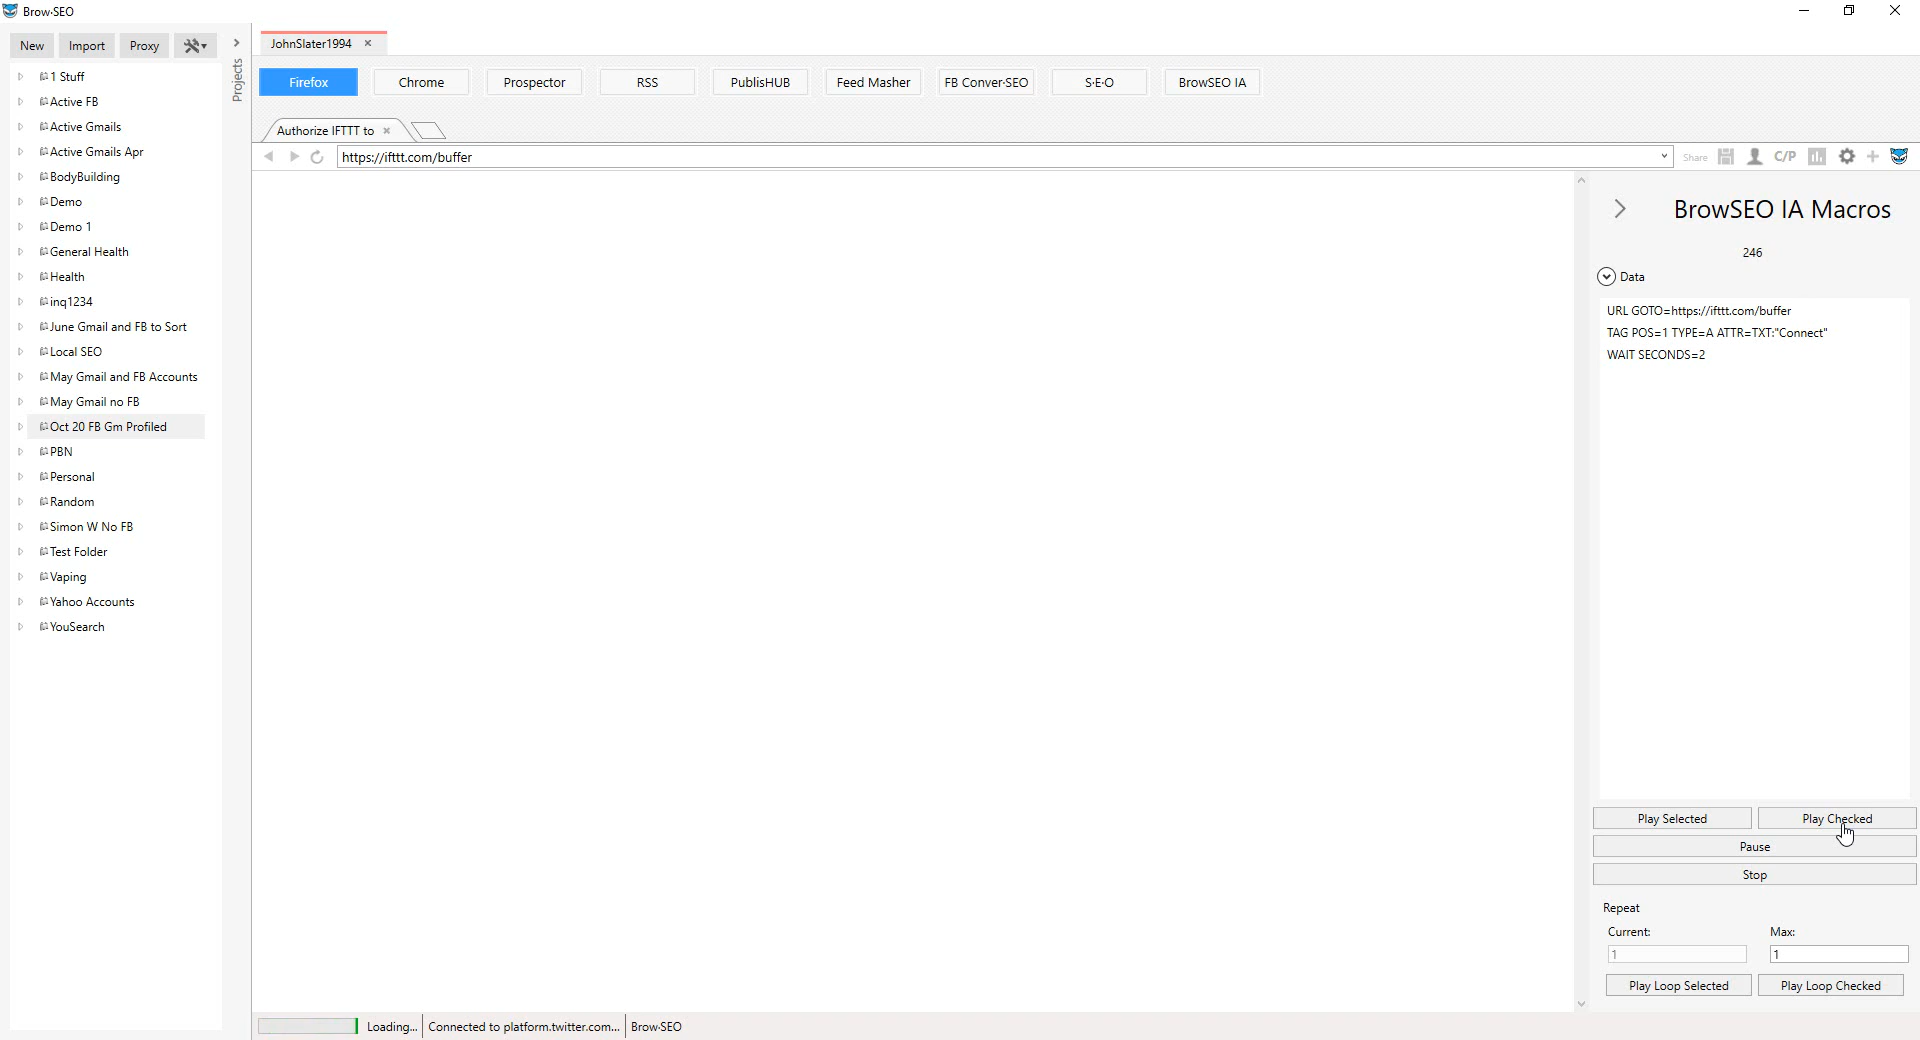 Brow-SEO
New
Import
Proxy
Projects
1 Stuff
Active FB
Active Gmails
Active Gmails Apr
BodyBuilding
Demo
Demo 1
General Health
Health
inq1234
June Gmail and FB to Sort
Local SEO
May Gmail and FB Accounts
May Gmail no FB
Oct 20 FB Gm Profiled
PBN
Personal
Random
Simon W No FB
Test Folder
Vaping
Yahoo Accounts
YouSearch
JohnSlater1994
Firefox
Chrome
Prospector
RSS
PublisHUB
Feed Masher
FB Conver·SEO
S·E·O
BrowSEO IA
Authorize IFTTT to
https://ifttt.com/buffer
Share
C/P
BrowSEO IA Macros
246
Data
URL GOTO=https://ifttt.com/buffer
TAG POS=1 TYPE=A ATTR=TXT:"Connect"
WAIT SECONDS=2
Play Selected
Play Checked
Pause
Stop
Repeat
Current:
Max:
1
1
Play Loop Selected
Play Loop Checked
Loading...
Connected to platform.twitter.com...
Brow-SEO